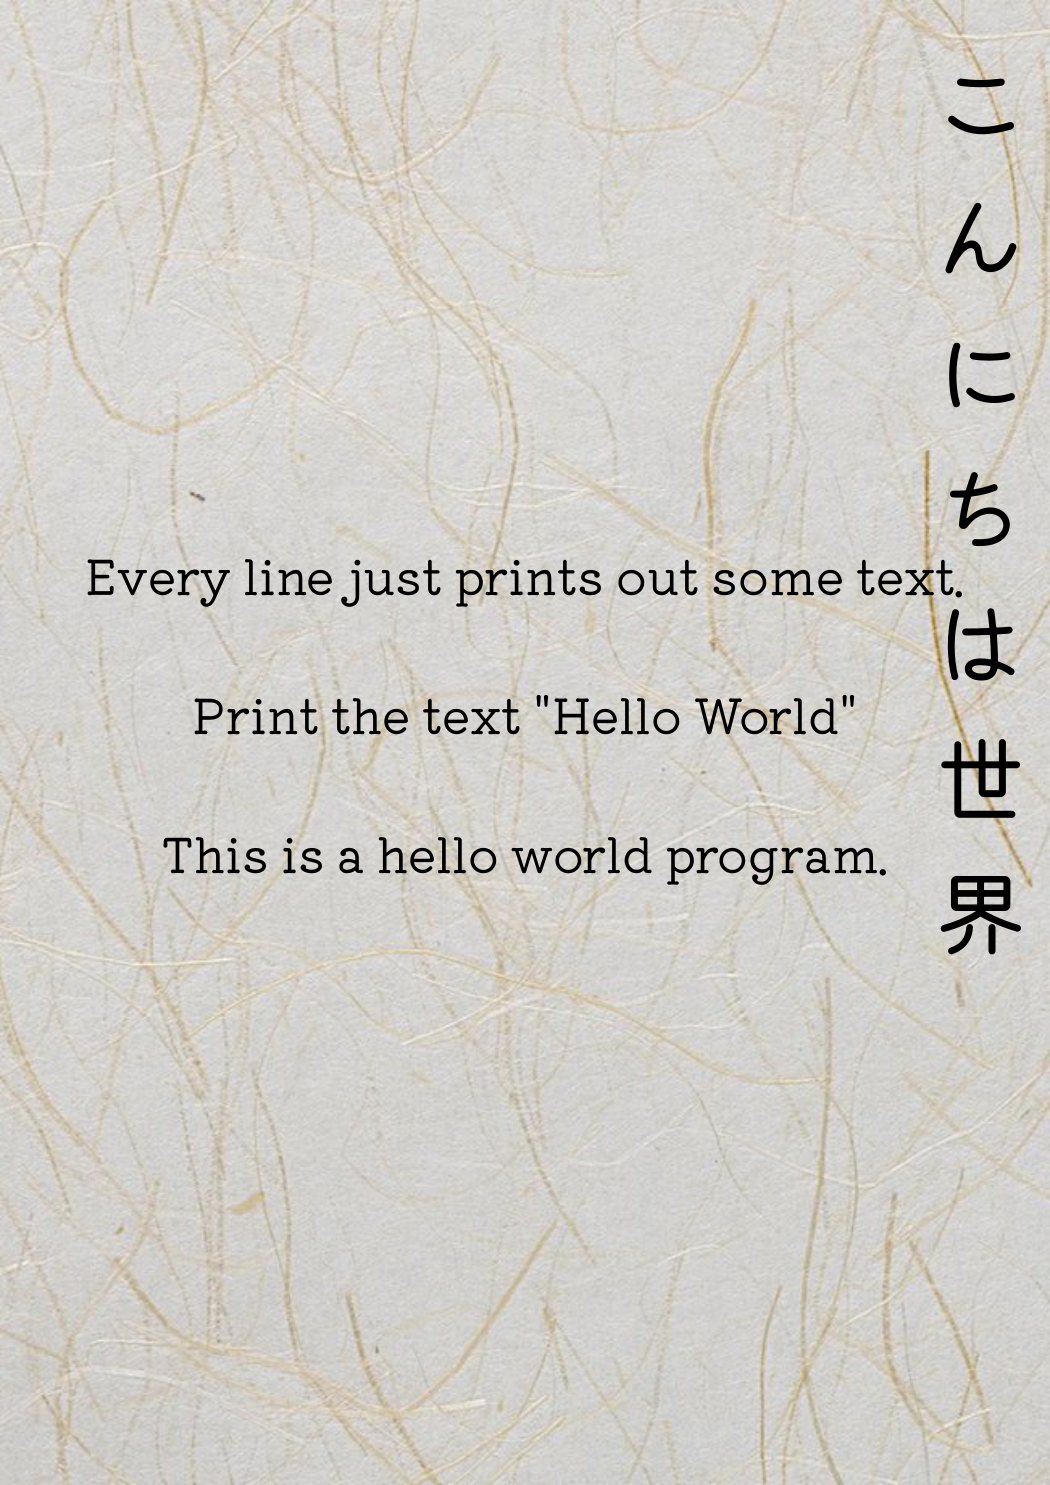 こんにちは世界
Every line just prints out some text.
Print the text "Hello World"
This is a hello world program.